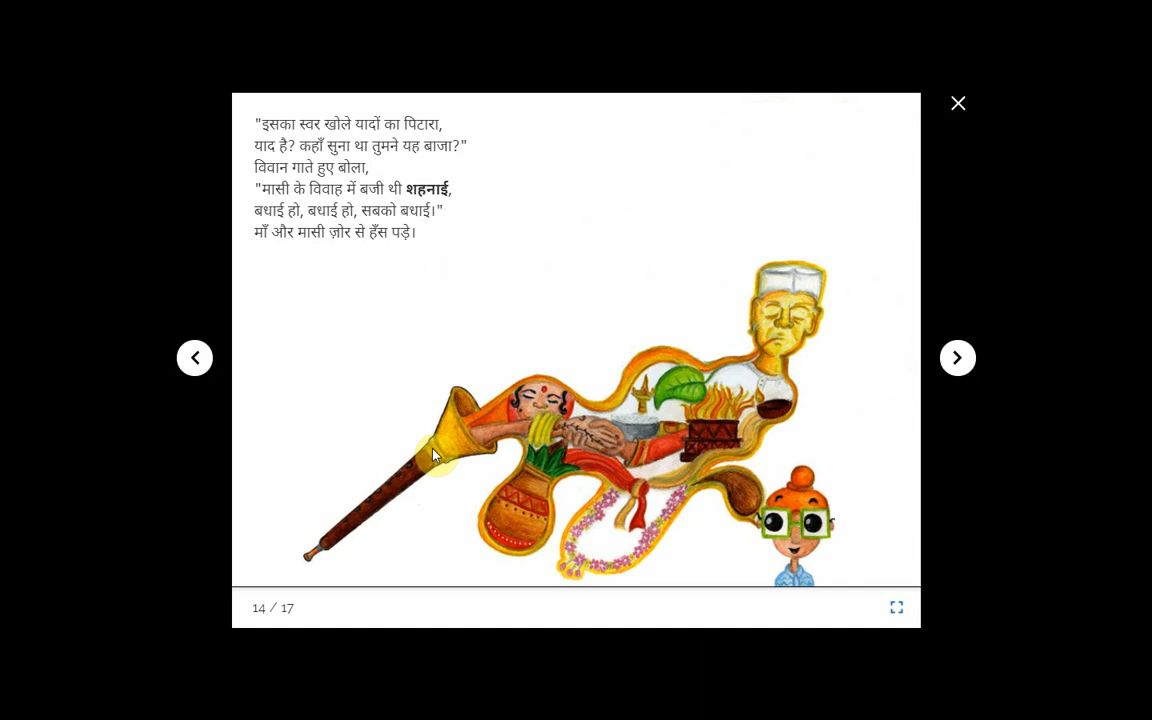 "इसका स्वर खोले यादों का पिटारा,
याद है? कहाँ सुना था तुमने यह बाजा?"
विवान गाते हुए बोला,
"मासी के विवाह में बजी थी शहनाई,
बधाई हो, बधाई हो, सबको बधाई।"
माँ और मासी ज़ोर से हँस पड़े।
14 / 17